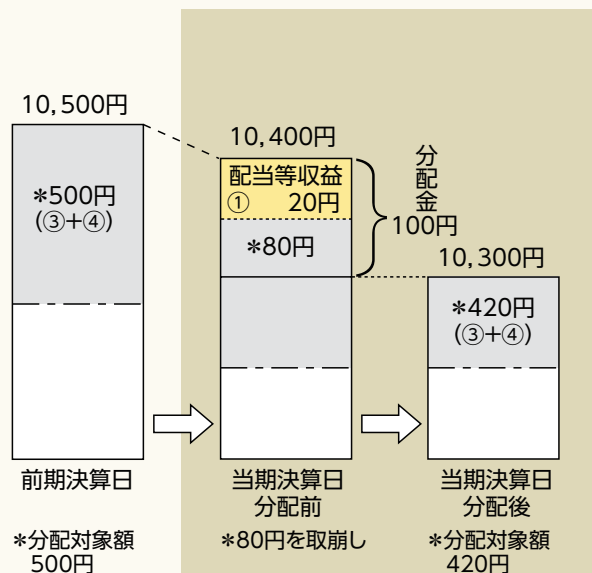 10,500円
*500円
(③+④)
前期決算日
*分配対象額
500円
10,400円
配当等収益
① 20円
*80円
分配金
100円
当期決算日
分配前
*80円を取崩し
10,300円
*420円
(③+④)
当期決算日
分配後
*分配対象額
420円